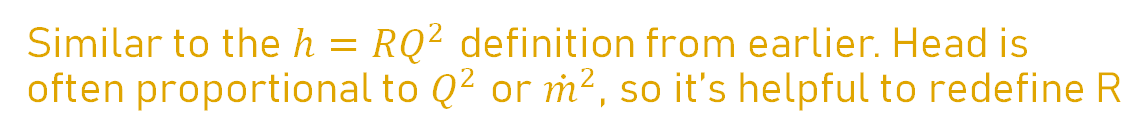 Similar to the h = RQ² definition from earlier. Head is
often proportional to Q² or ṁ², so it's helpful to redefine R